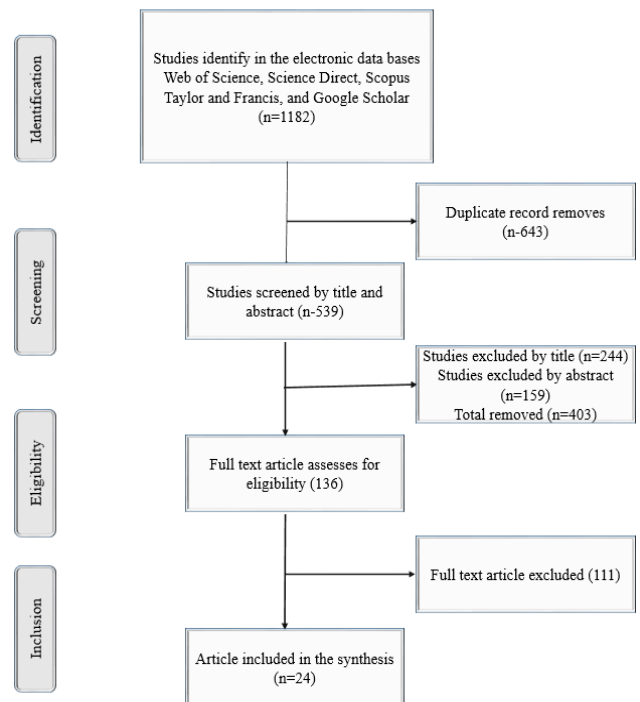 Identification
Studies identify in the electronic data bases
Web of Science, Science Direct, Scopus
Taylor and Francis, and Google Scholar
(n=1182)
Duplicate record removes
(n-643)
Screening
Studies screened by title and
abstract (n-539)
Studies excluded by title (n=244)
Studies excluded by abstract
(n=159)
Total removed (n=403)
Eligibility
Full text article assesses for
eligibility (136)
Full text article excluded (111)
Inclusion
Article included in the synthesis
(n=24)